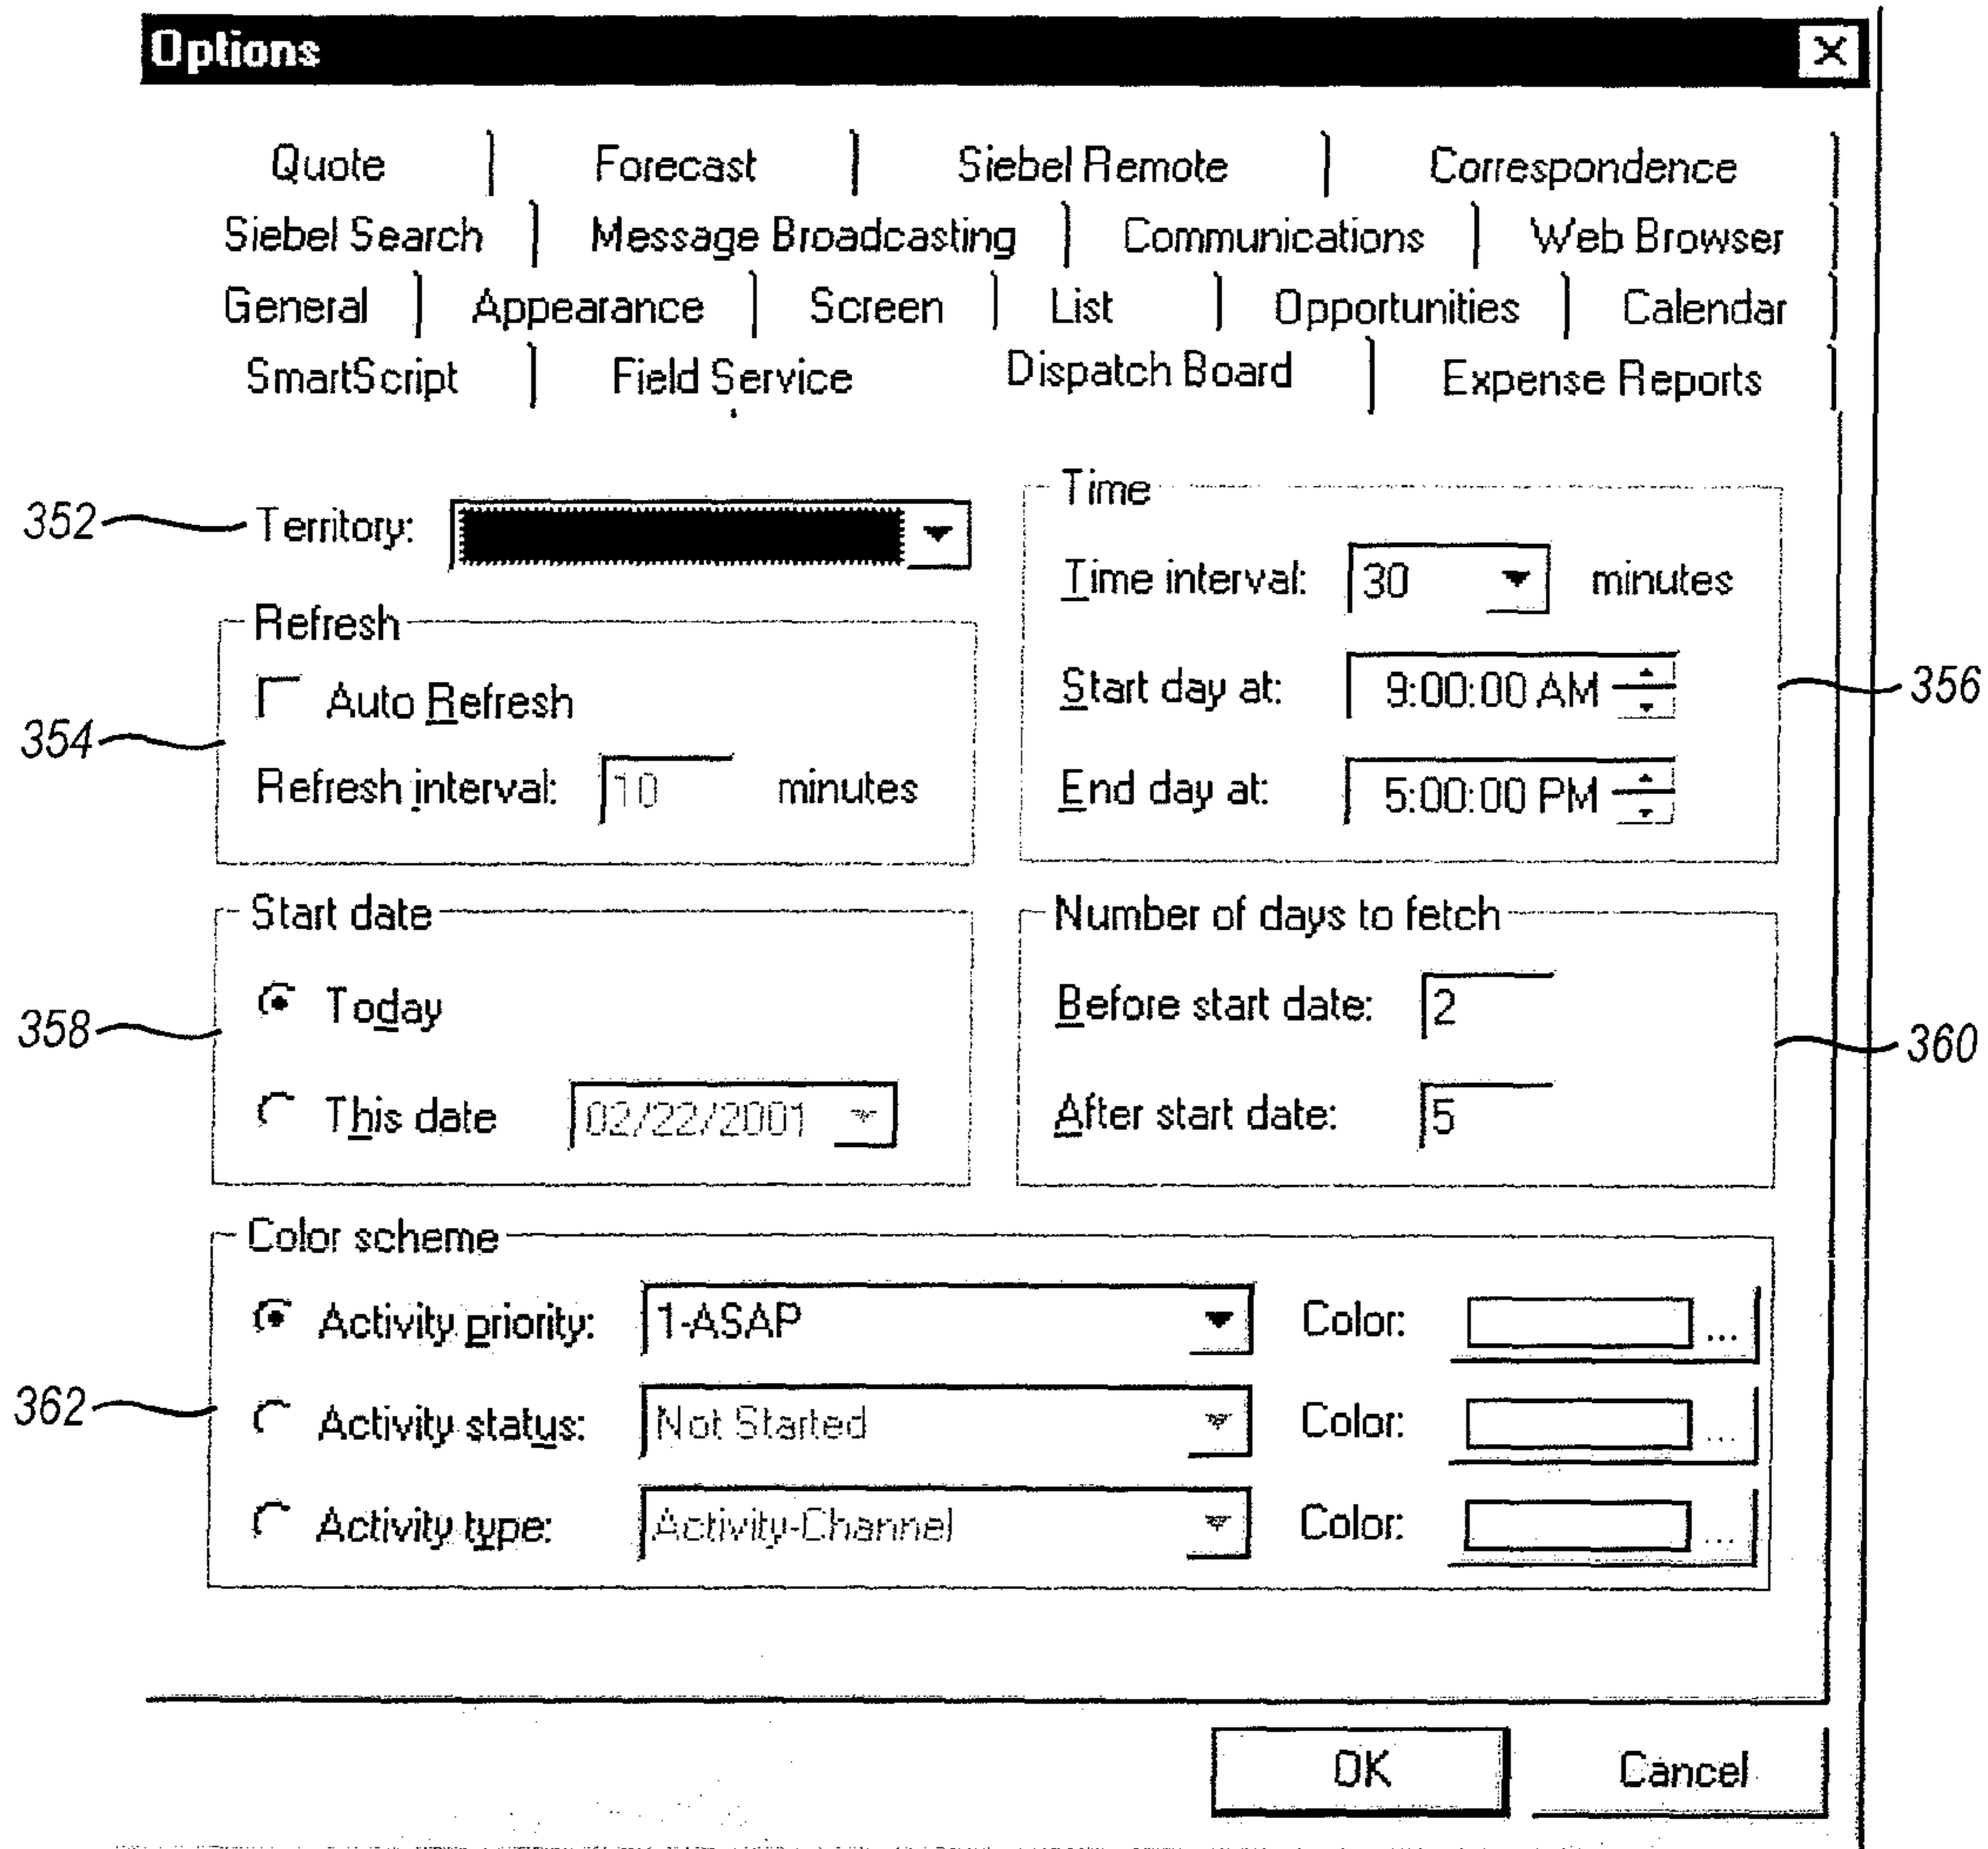 Options
Quote Forecast Siebel Remote Correspondence
Siebel Search Message Broadcasting Communications Web Browser
General Appearance Screen List Opportunities Calendar
SmartScript Field Service Dispatch Board Expense Reports
352 Territory:
Refresh
354
Auto Refresh
Refresh interval: 10 minutes
Time
Time interval: 30 minutes
Start day at: 9:00:00 AM
356
End day at: 5:00:00 PM
Start date
358
Today
This date 02/22/2001
Number of days to fetch
Before start date: 2
360
After start date: 5
Color scheme
Activity priority: 1-ASAP Color: ...
362 Activity status: Not Started Color: ...
Activity type: Activity-Channel Color: ...
OK Cancel